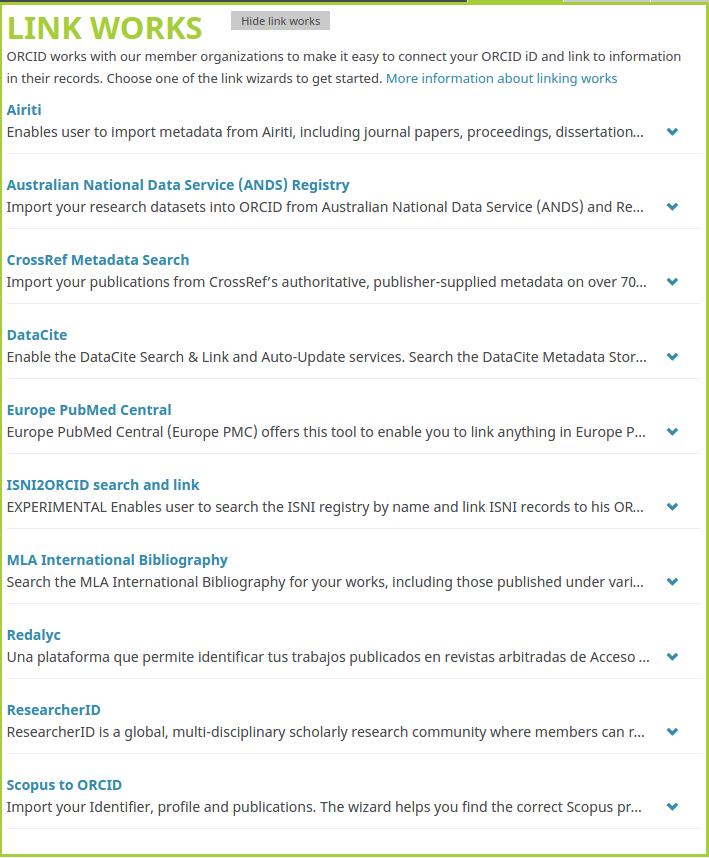 LINK WORKS
Hide link works
ORCID works with our member organizations to make it easy to connect your ORCID iD and link to information
in their records. Choose one of the link wizards to get started. More information about linking works
Airiti
Enables user to import metadata from Airiti, including journal papers, proceedings, dissertation...
Australian National Data Service (ANDS) Registry
Import your research datasets into ORCID from Australian National Data Service (ANDS) and Re...
CrossRef Metadata Search
Import your publications from CrossRef’s authoritative, publisher-supplied metadata on over 70...
DataCite
Enable the DataCite Search & Link and Auto-Update services. Search the DataCite Metadata Stor...
Europe PubMed Central
Europe PubMed Central (Europe PMC) offers this tool to enable you to link anything in Europe P...
ISNI2ORCID search and link
EXPERIMENTAL Enables user to search the ISNI registry by name and link ISNI records to his OR...
MLA International Bibliography
Search the MLA International Bibliography for your works, including those published under vari...
Redalyc
Una plataforma que permite identificar tus trabajos publicados en revistas arbitradas de Acceso ...
ResearcherID
ResearcherID is a global, multi-disciplinary scholarly research community where members can r...
Scopus to ORCID
Import your Identifier, profile and publications. The wizard helps you find the correct Scopus pr...